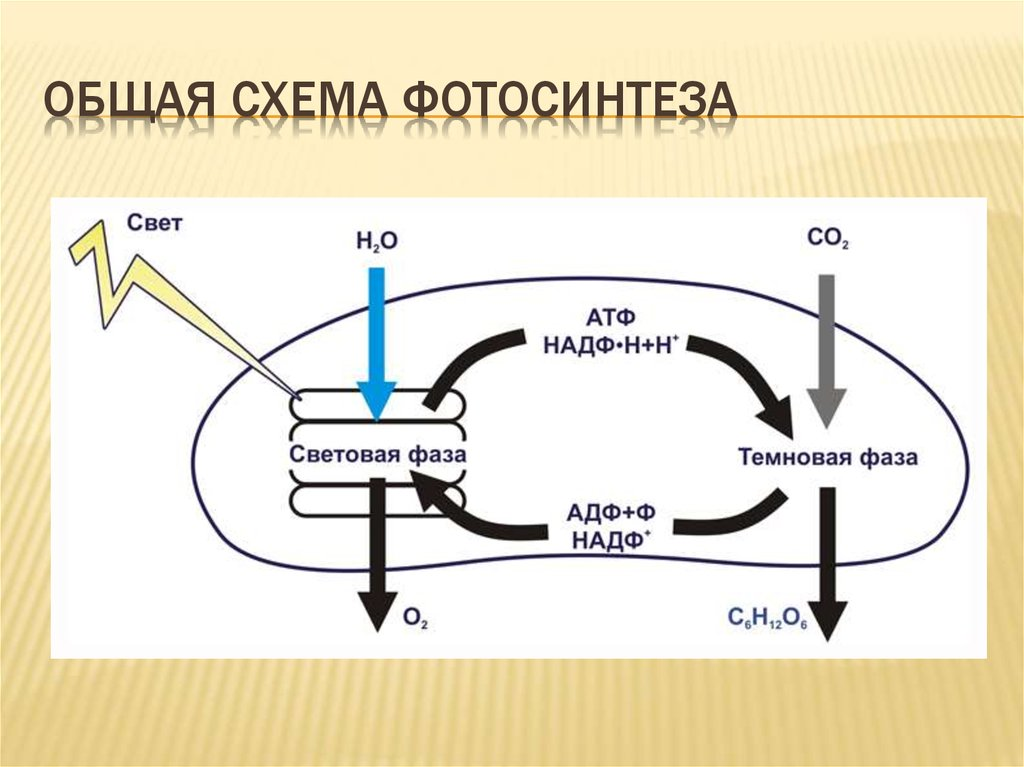 ОБЩАЯ СХЕМА ФОТОСИНТЕЗА
Свет
H₂O
CO₂
АТФ
НАДФ•Н+Н⁺
Световая фаза
Темновая фаза
АДФ+Ф
НАДФ⁺
O₂
C₆H₁₂O₆